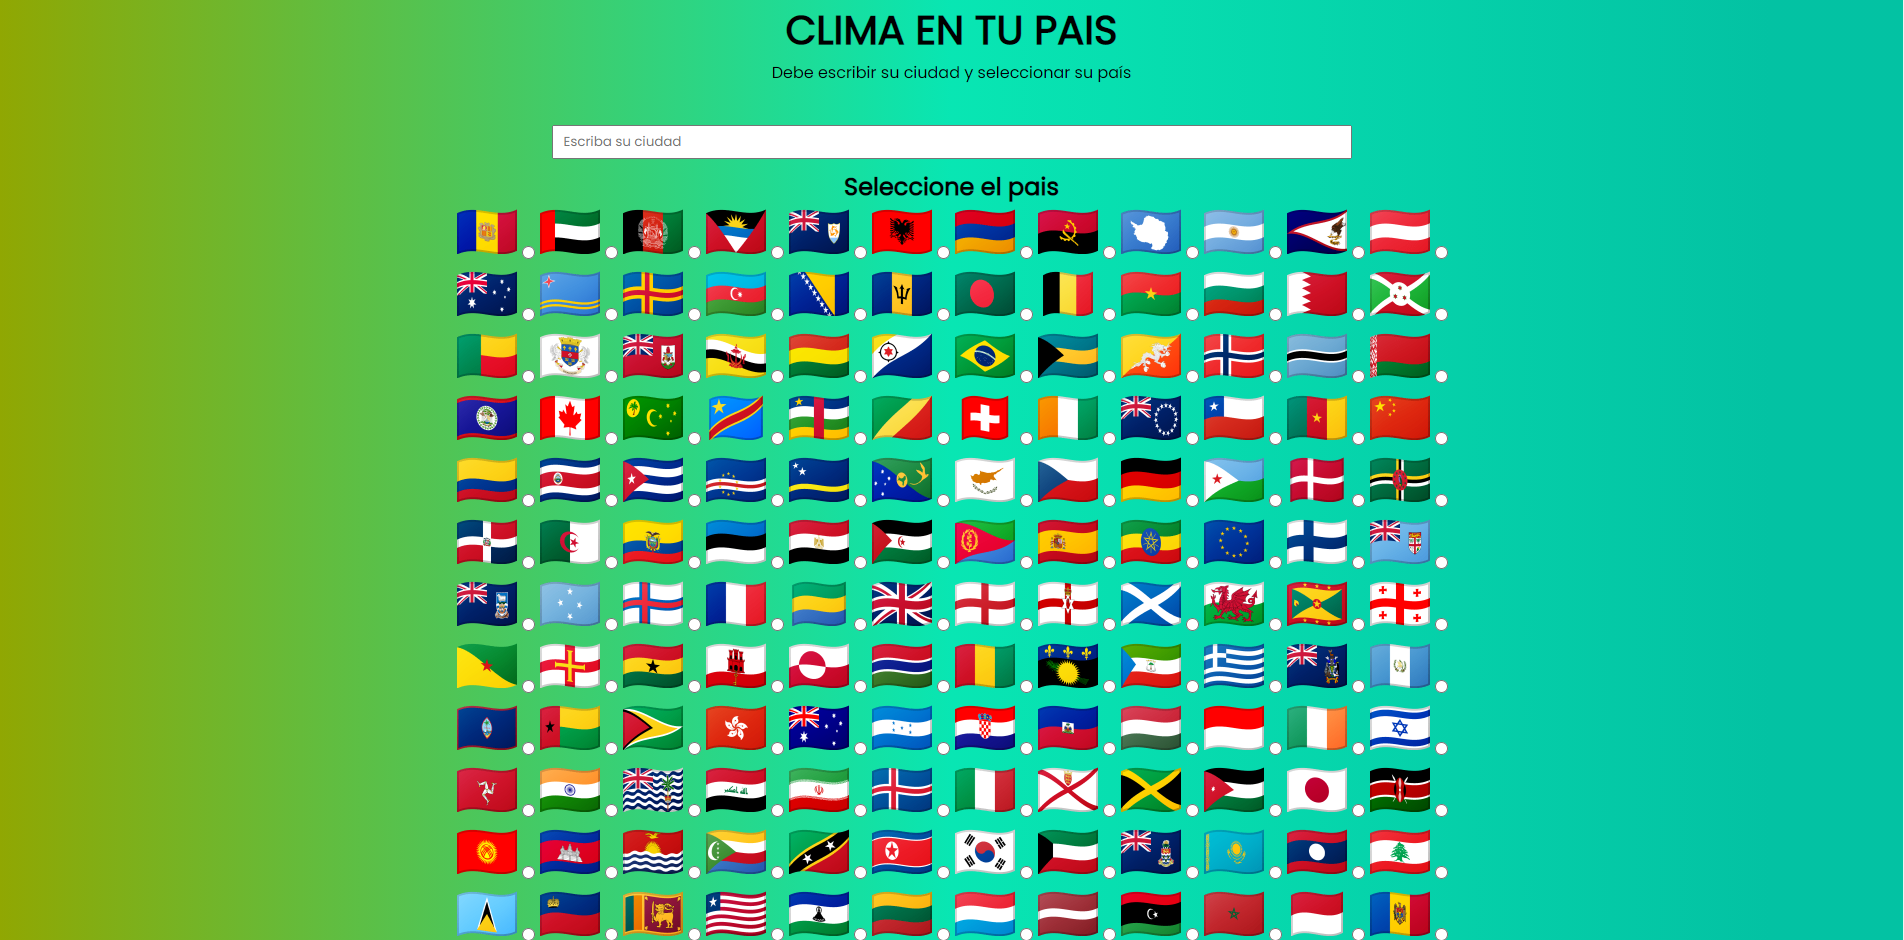 CLIMA EN TU PAIS
Debe escribir su ciudad y seleccionar su país
Escriba su ciudad
Seleccione el pais